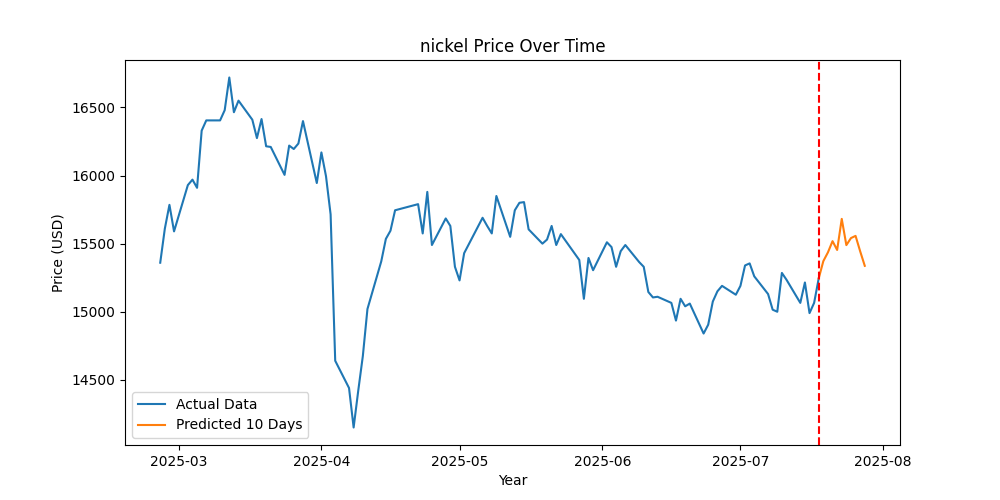 nickel Price Over Time
Price (USD)
16500
16000
15500
15000
14500
Actual Data
Predicted 10 Days
2025-03 2025-04 2025-05 2025-06 2025-07 2025-08
Year